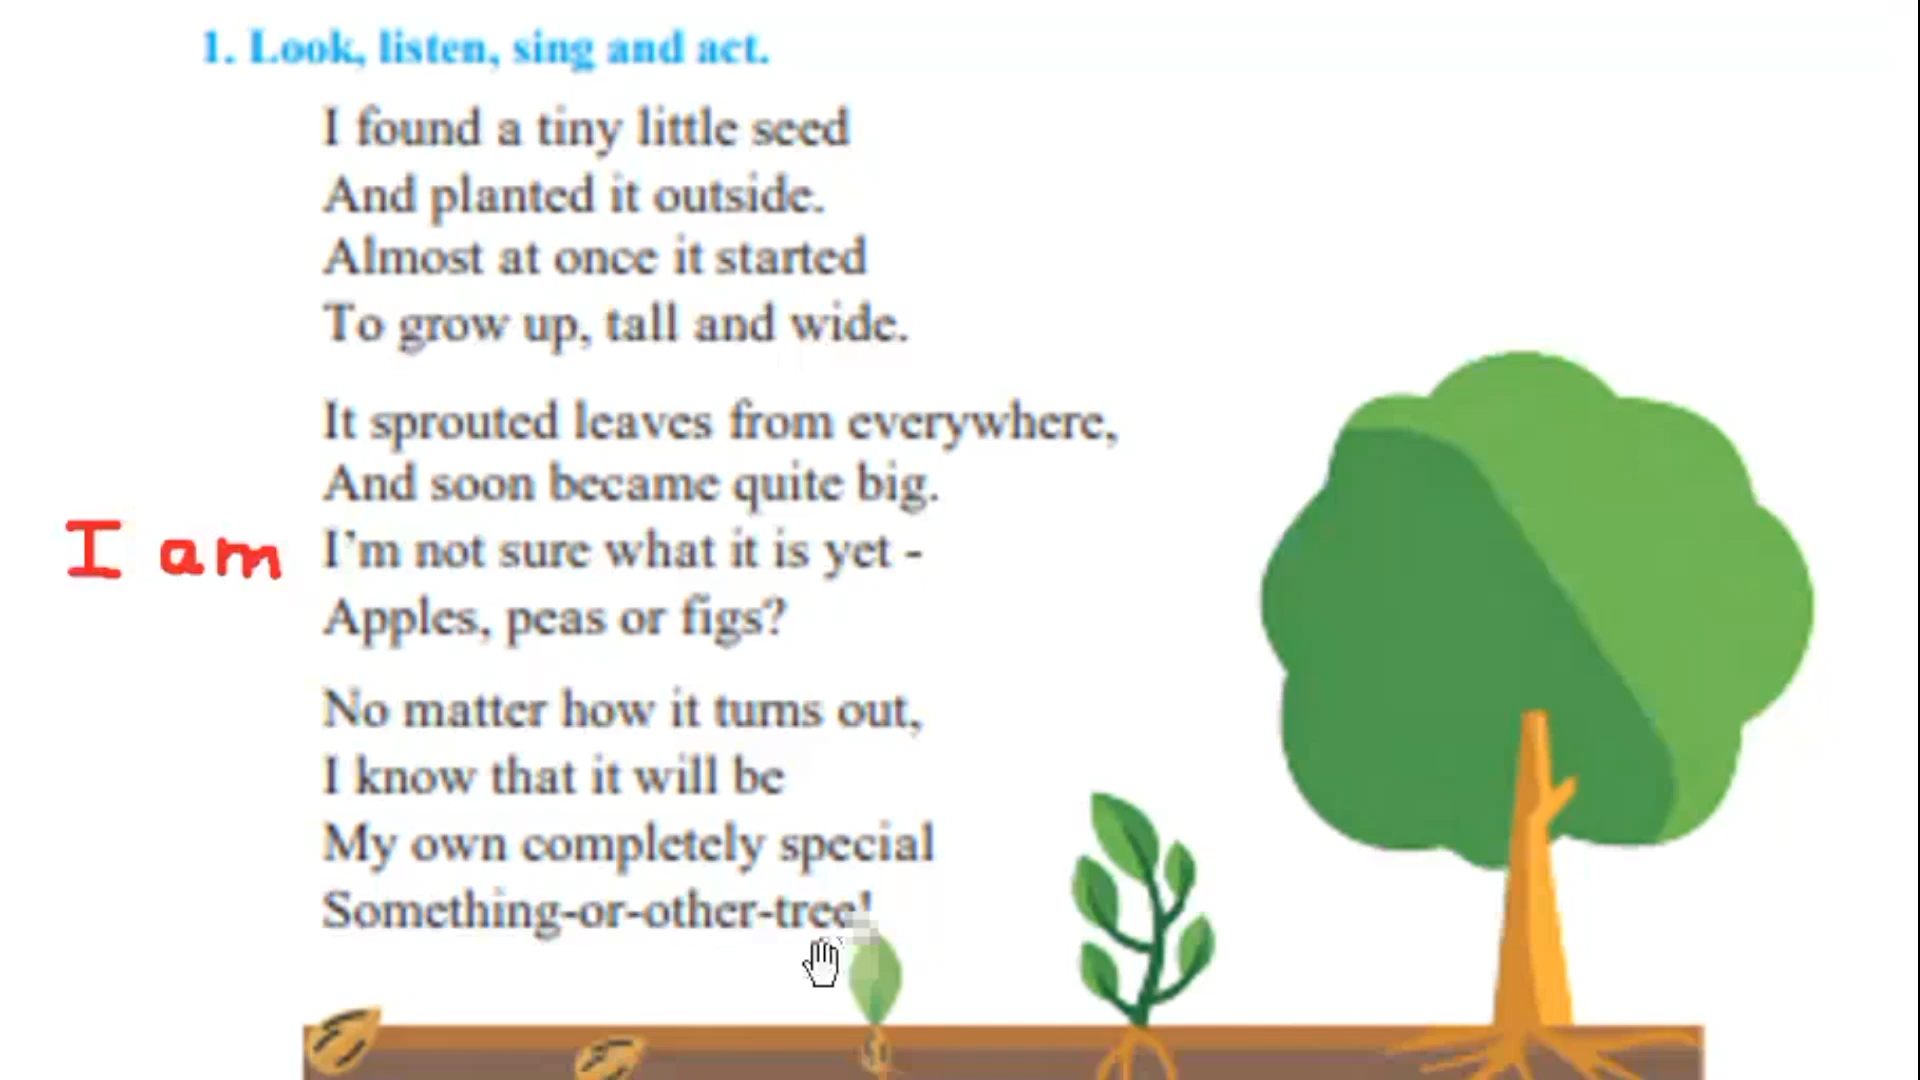 1. Look, listen, sing and act.
I found a tiny little seed
And planted it outside.
Almost at once it started
To grow up, tall and wide.
It sprouted leaves from everywhere,
And soon became quite big.
I am
I'm not sure what it is yet -
Apples, peas or figs?
No matter how it turns out,
I know that it will be
My own completely special
Something-or-other-tree!